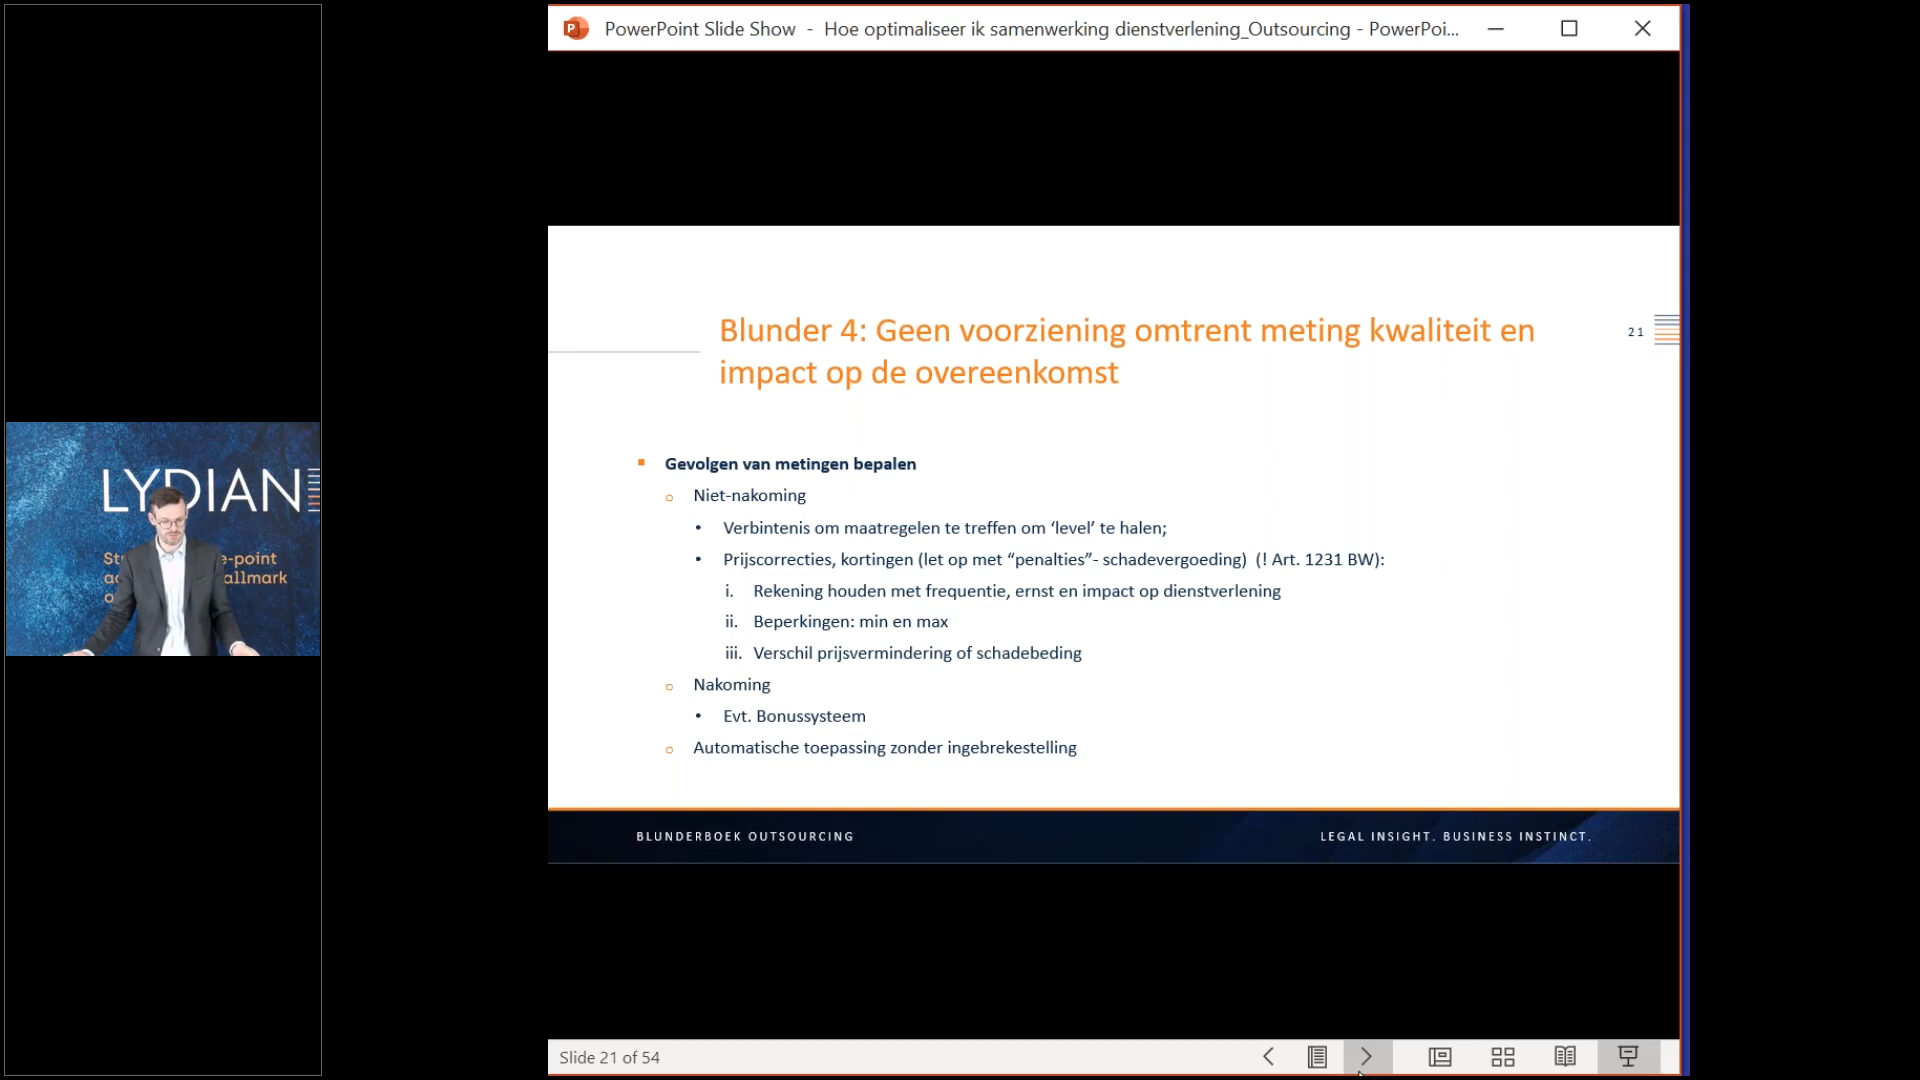 PowerPoint Slide Show - Hoe optimaliseer ik samenwerking dienstverlening_Outsourcing - PowerPoi...
Blunder 4: Geen voorziening omtrent meting kwaliteit en
impact op de overeenkomst
21
Gevolgen van metingen bepalen
Niet-nakoming
Verbintenis om maatregelen te treffen om ‘level’ te halen;
Prijscorrecties, kortingen (let op met “penalties”- schadevergoeding) (! Art. 1231 BW):
i. Rekening houden met frequentie, ernst en impact op dienstverlening
ii. Beperkingen: min en max
iii. Verschil prijsvermindering of schadebeding
Nakoming
Evt. Bonussysteem
Automatische toepassing zonder ingebrekestelling
BLUNDERBOEK OUTSOURCING
LEGAL INSIGHT. BUSINESS INSTINCT.
Slide 21 of 54
LYDIAN